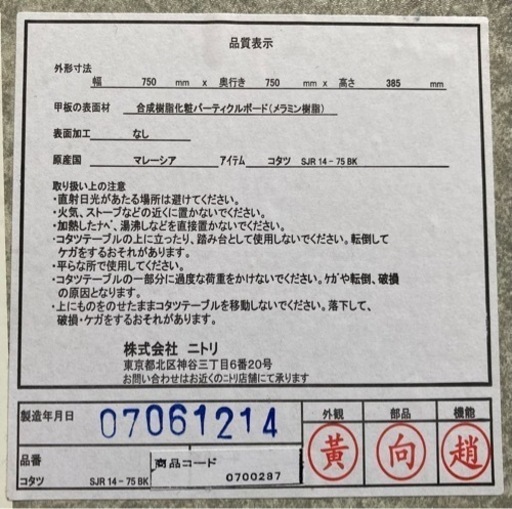 品質表示
外形寸法
幅 750 mm x 奥行き 750 mm x 高さ 385 mm
甲板の表面材 合成樹脂化粧パーティクルボード(メラミン樹脂)
表面加工 なし
原産国 マレーシア アイテム コタツ SJR 14 - 75 BK
取り扱い上の注意
・直射日光があたる場所は避けてください。
・火気、ストーブなどの近くに置かないでください。
・加熱したナベ、湯沸しなどを直接置かないでください。
・コタツテーブルの上に立ったり、踏み台として使用しないでください。転倒して
ケガをするおそれがあります。
・平らな所で使用してください。
・コタツテーブルの一部分に過度な荷重をかけないでください。ケガや転倒、破損
の原因となります。
・上にものをのせたままコタツテーブルを移動しないでください。落下して、
破損・ケガをするおそれがあります。
株式会社 ニトリ
東京都北区神谷三丁目6番20号
お問い合わせはお近くのニトリ店舗にて承ります
製造年月日 07061214 外観 部品 機能
黃 向 趙
品番 商品コード
コタツ SJR 14 - 75 BK 0700287